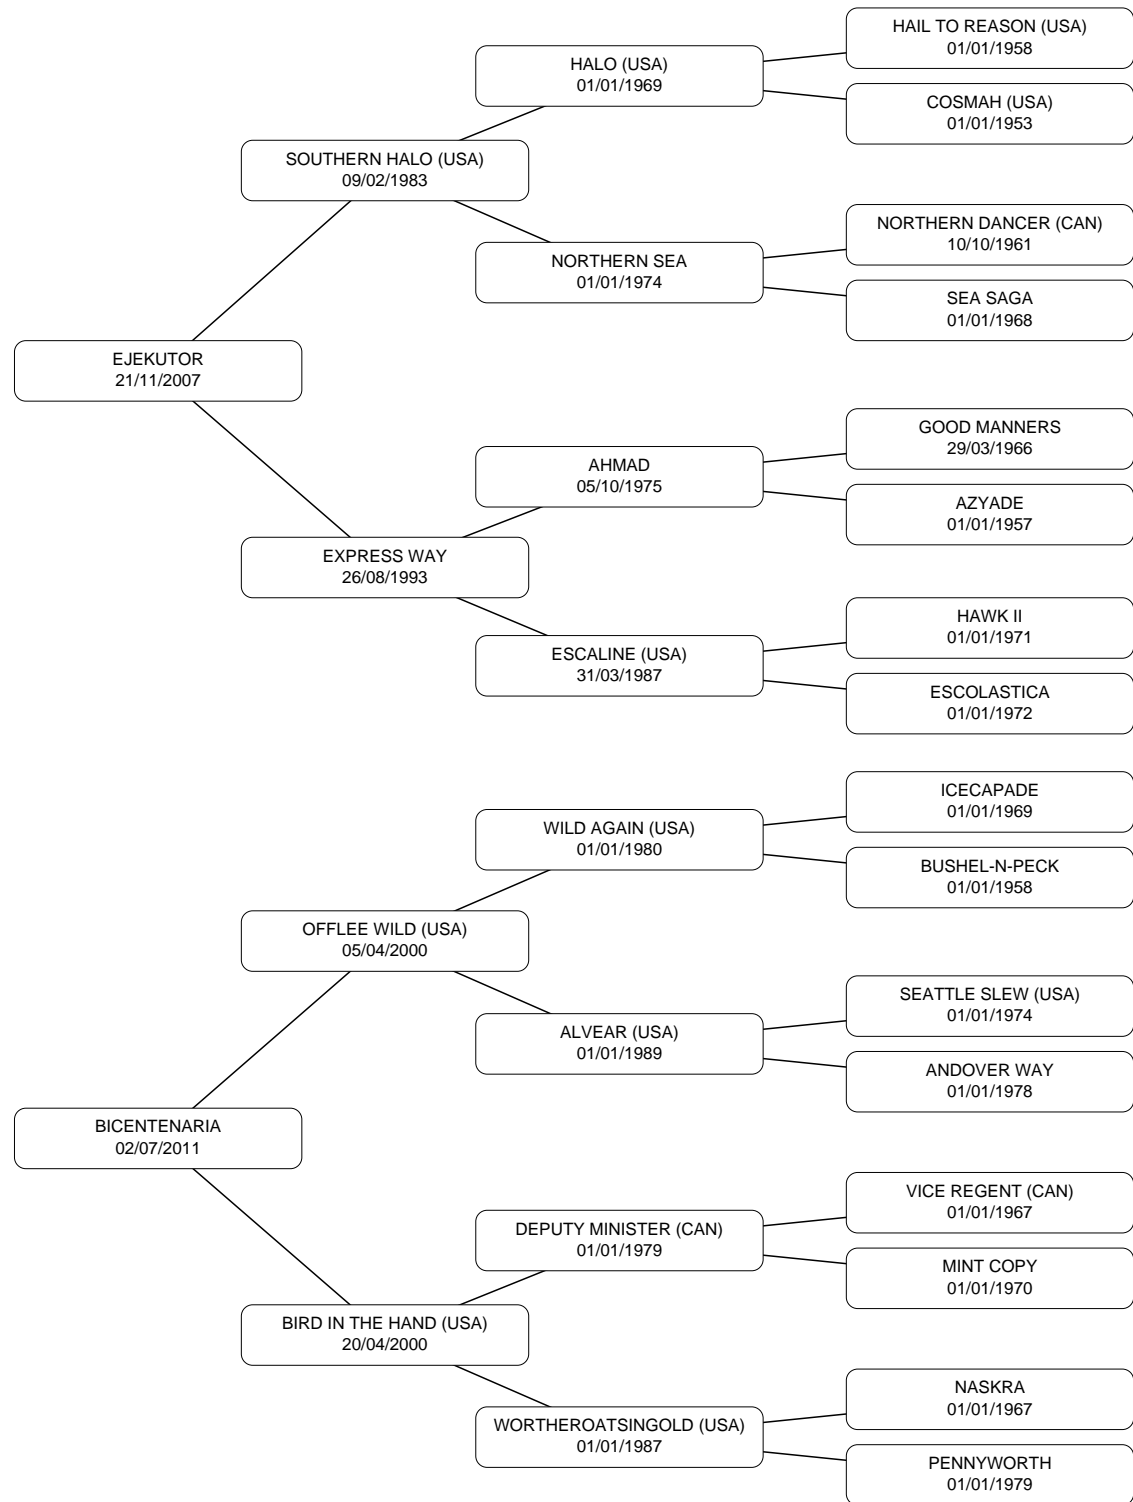 HAIL TO REASON (USA)
01/01/1958
HALO (USA)
01/01/1969
COSMAH (USA)
01/01/1953
SOUTHERN HALO (USA)
09/02/1983
NORTHERN DANCER (CAN)
10/10/1961
NORTHERN SEA
01/01/1974
SEA SAGA
01/01/1968
EJEKUTOR
21/11/2007
GOOD MANNERS
29/03/1966
AHMAD
05/10/1975
AZYADE
01/01/1957
EXPRESS WAY
26/08/1993
HAWK II
01/01/1971
ESCALINE (USA)
31/03/1987
ESCOLASTICA
01/01/1972
ICECAPADE
01/01/1969
WILD AGAIN (USA)
01/01/1980
BUSHEL-N-PECK
01/01/1958
OFFLEE WILD (USA)
05/04/2000
SEATTLE SLEW (USA)
01/01/1974
ALVEAR (USA)
01/01/1989
ANDOVER WAY
01/01/1978
BICENTENARIA
02/07/2011
VICE REGENT (CAN)
01/01/1967
DEPUTY MINISTER (CAN)
01/01/1979
MINT COPY
01/01/1970
BIRD IN THE HAND (USA)
20/04/2000
NASKRA
01/01/1967
WORTHEROATSINGOLD (USA)
01/01/1987
PENNYWORTH
01/01/1979